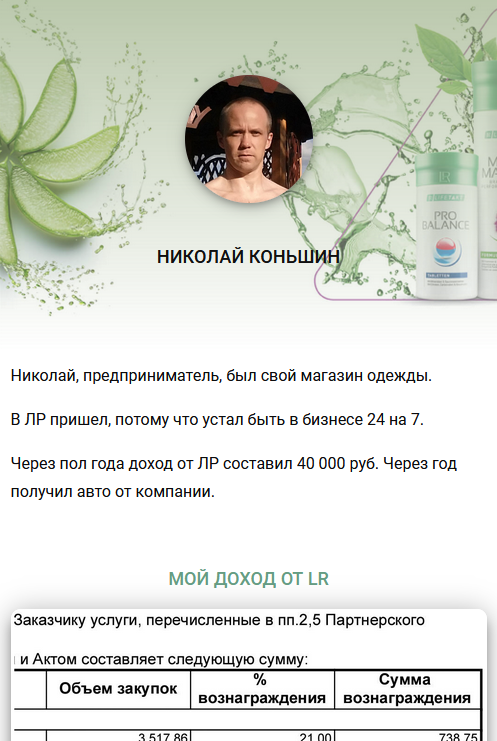 LR
LIFETAKT
PRO
BALANCE
TABLETTEN
НИКОЛАЙ КОНЬШИН
Николай, предприниматель, был свой магазин одежды.
В ЛР пришел, потому что устал быть в бизнесе 24 на 7.
Через пол года доход от ЛР составил 40 000 руб. Через год
получил авто от компании.
МОЙ ДОХОД ОТ LR
Заказчику услуги, перечисленные в пп.2,5 Партнерского
и Актом составляет следующую сумму:
Объем закупок
%
вознаграждения
Сумма
вознаграждения
3 517,86
21,00
738,75